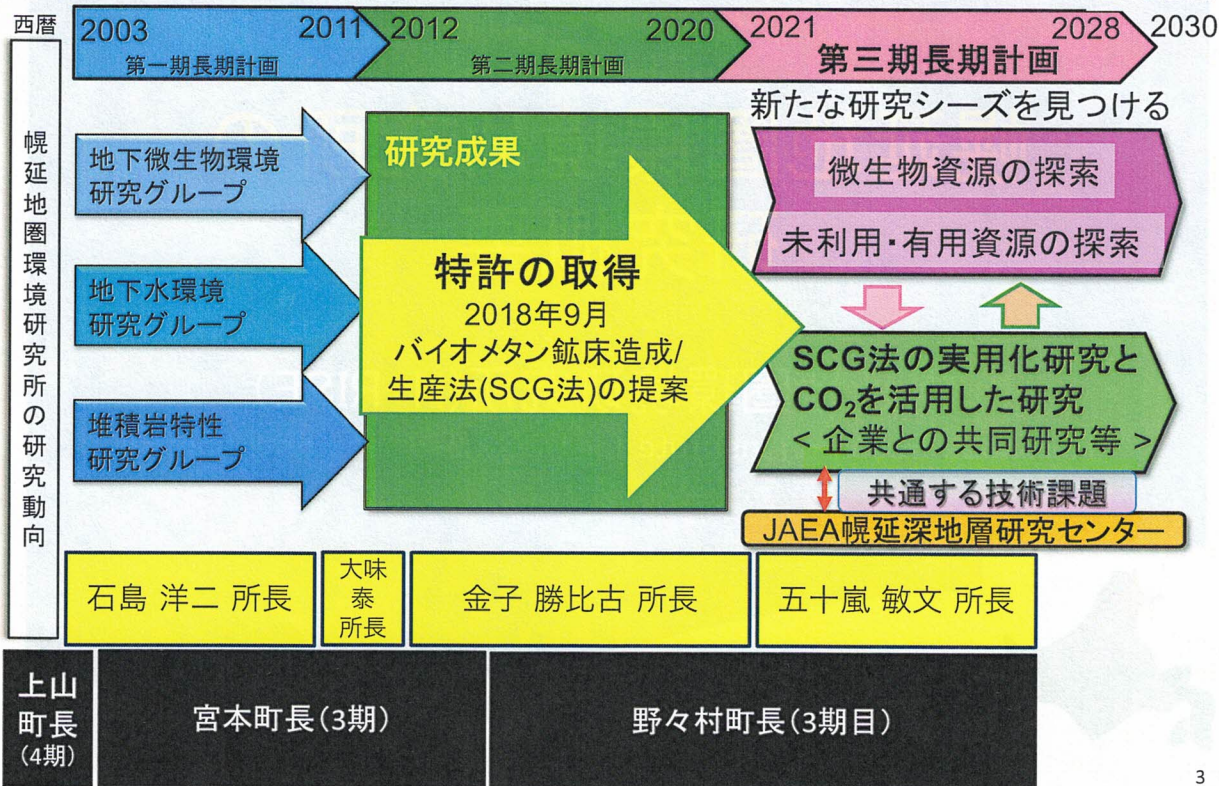 西暦
2003 2011 2012 2020 2021 2028 2030
第一期長期計画 第二期長期計画 第三期長期計画
幌延地圏環境研究所の研究動向
新たな研究シーズを見つける
地下微生物環境
研究グループ
地下水環境
研究グループ
堆積岩特性
研究グループ
研究成果
特許の取得
2018年9月
バイオメタン鉱床造成/
生産法(SCG法)の提案
微生物資源の探索
未利用・有用資源の探索
SCG法の実用化研究と
CO₂を活用した研究
< 企業との共同研究等 >
共通する技術課題
JAEA幌延深地層研究センター
石島 洋二 所長
大味
泰
所長
金子 勝比古 所長
五十嵐 敏文 所長
上山
町長
(4期)
宮本町長(3期)
野々村町長(3期目)
3